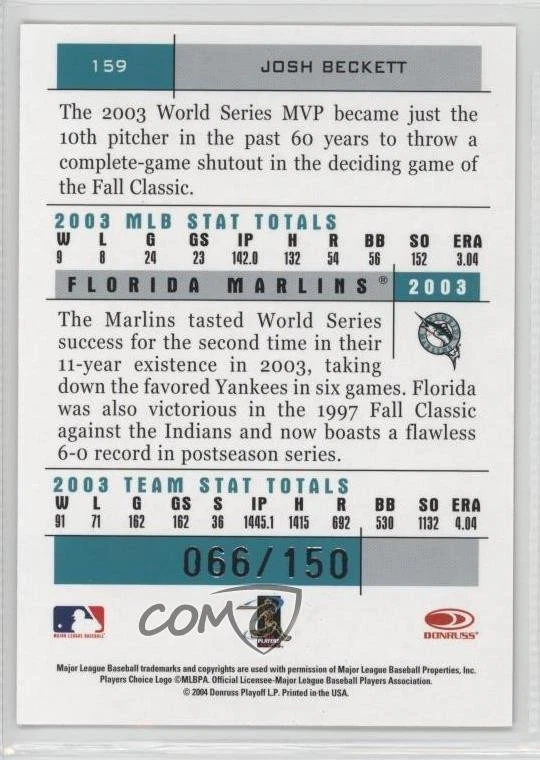 159 JOSH BECKETT
The 2003 World Series MVP became just the
10th pitcher in the past 60 years to throw a
complete-game shutout in the deciding game of
the Fall Classic.
2003 MLB STAT TOTALS
W L G GS IP H R BB SO ERA
9 8 24 23 142.0 132 54 56 152 3.04
FLORIDA MARLINS® 2003
The Marlins tasted World Series
success for the second time in their
11-year existence in 2003, taking
down the favored Yankees in six games. Florida
was also victorious in the 1997 Fall Classic
against the Indians and now boasts a flawless
6-0 record in postseason series.
2003 TEAM STAT TOTALS
W L G GS S IP H R BB SO ERA
91 71 162 162 36 1445.1 1415 692 530 1132 4.04
066/150
COMC
MAJOR LEAGUE BASEBALL
PLAYERS
DONRUSS
Major League Baseball trademarks and copyrights are used with permission of Major League Baseball Properties, Inc.
Players Choice Logo ©MLBPA. Official Licensee-Major League Baseball Players Association.
© 2004 Donruss Playoff L.P. Printed in the USA.